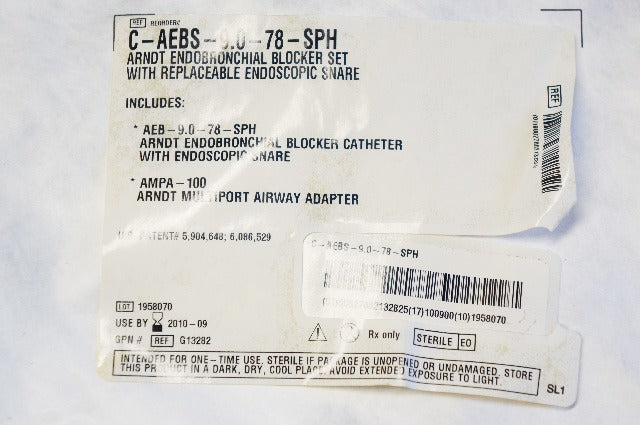 REF REORDER#
C-AEBS-9.0-78-SPH
ARNDT ENDOBRONCHIAL BLOCKER SET
WITH REPLACEABLE ENDOSCOPIC SNARE
INCLUDES:
* AEB-9.0-78-SPH
ARNDT ENDOBRONCHIAL BLOCKER CATHETER
WITH ENDOSCOPIC SNARE
* AMPA-100
ARNDT MULTIPORT AIRWAY ADAPTER
U.S. PATENT# 5,904,648; 6,086,529
REF
C-AEBS-9.0-78-SPH
LOT 1958070
USE BY 2010-09
GPN # REF G13282
Rx only STERILE EO
INTENDED FOR ONE-TIME USE. STERILE IF PACKAGE IS UNOPENED OR UNDAMAGED. STORE
THIS PRODUCT IN A DARK, DRY, COOL PLACE. AVOID EXTENDED EXPOSURE TO LIGHT.
SL1